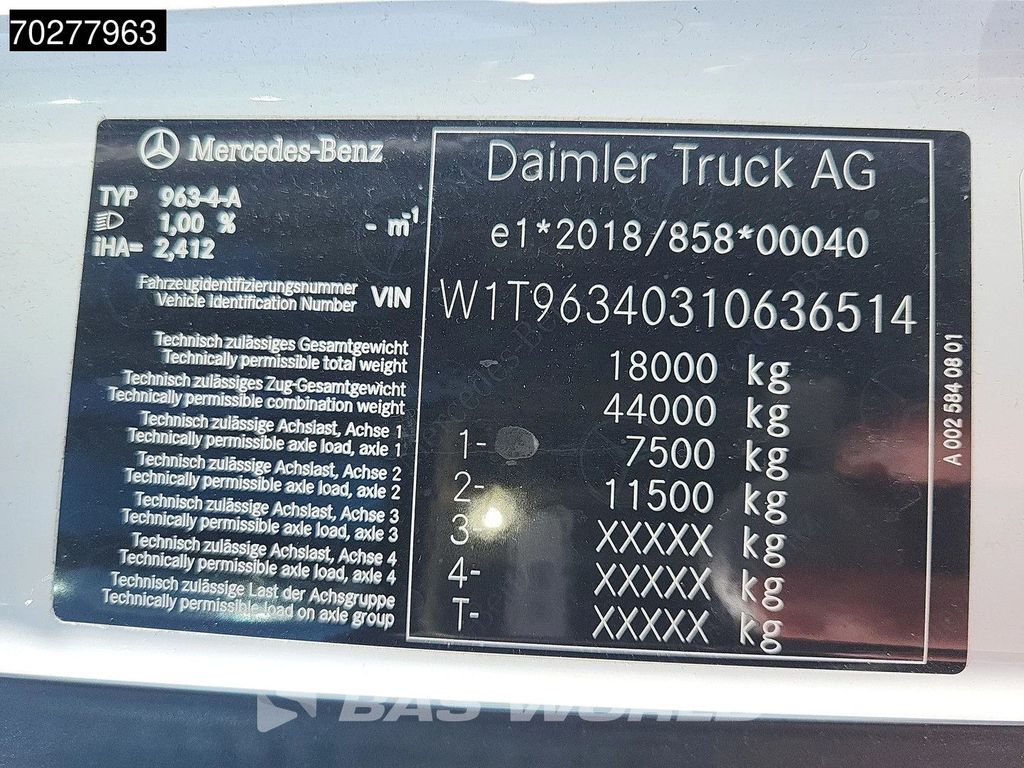 70277963
Mercedes-Benz
Daimler Truck AG
TYP 963-4-A
1,00 % - m-1
iHA= 2,412
e1*2018/858*00040
Fahrzeugidentifizierungsnummer
Vehicle Identification Number VIN W1T96340310636514
Technisch zulässiges Gesamtgewicht
Technically permissible total weight 18000 kg
Technisch zulässiges Zug-Gesamtgewicht
Technically permissible combination weight 44000 kg
Technisch zulässige Achslast, Achse 1
Technically permissible axle load, axle 1 1- 7500 kg
Technisch zulässige Achslast, Achse 2
Technically permissible axle load, axle 2 2- 11500 kg
Technisch zulässige Achslast, Achse 3
Technically permissible axle load, axle 3 3- XXXXX kg
Technisch zulässige Achslast, Achse 4
Technically permissible axle load, axle 4 4- XXXXX kg
Technisch zulässige Last der Achsgruppe
Technically permissible load on axle group T- XXXXX kg
A 002 584 08 01
BAS WORLD